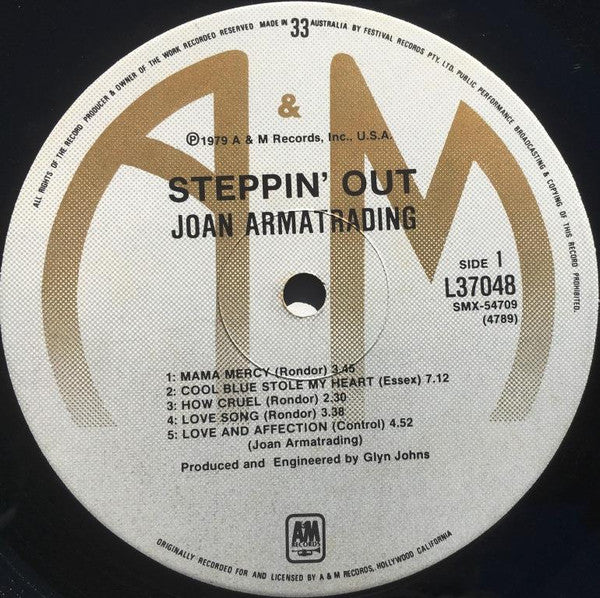 ALL RIGHTS OF THE RECORD PRODUCER & OWNER OF THE WORK RECORDED RESERVED MADE IN 33 AUSTRALIA BY FESTIVAL RECORDS PTY. LTD. PUBLIC PERFORMANCE BROADCASTING & COPYING OF THIS RECORD PROHIBITED.
A & M
℗1979 A & M Records, Inc., U.S.A.
STEPPIN' OUT
JOAN ARMATRADING
SIDE 1
L37048
SMX-54709
(4789)
1: MAMA MERCY (Rondor) 3.45
2: COOL BLUE STOLE MY HEART (Essex) 7.12
3: HOW CRUEL (Rondor) 2.30
4: LOVE SONG (Rondor) 3.38
5: LOVE AND AFFECTION (Control) 4.52
(Joan Armatrading)
Produced and Engineered by Glyn Johns
A&M
RECORDS
ORIGINALLY RECORDED FOR AND LICENSED BY A & M RECORDS, HOLLYWOOD CALIFORNIA